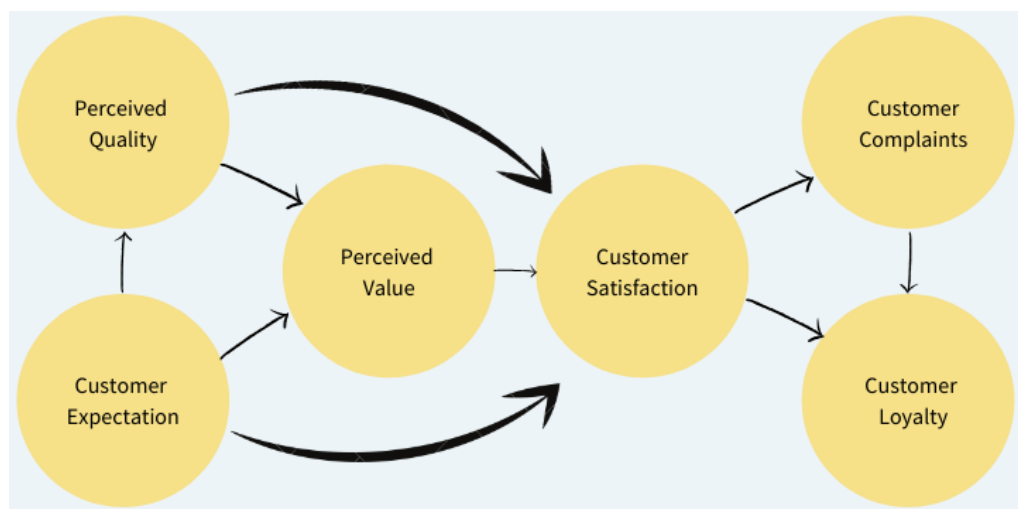 Perceived
Quality
Customer
Expectation
Perceived
Value
Customer
Satisfaction
Customer
Complaints
Customer
Loyalty